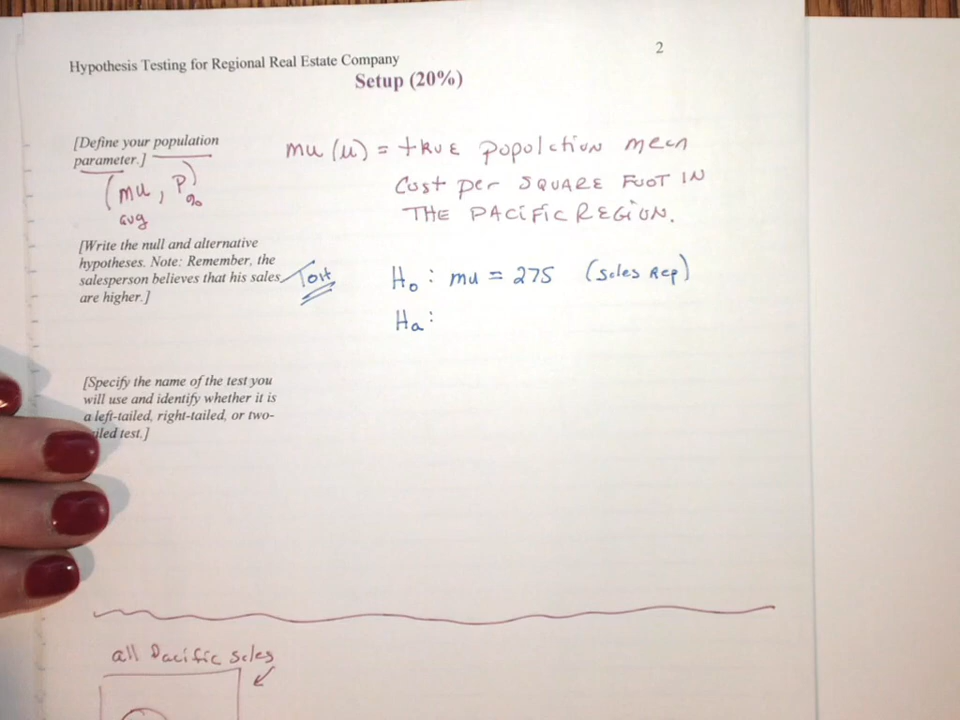 2
Hypothesis Testing for Regional Real Estate Company
Setup (20%)
[Define your population
parameter.]
(mu, P)
avg %
mu (μ) = tRUE popolction mecn
Cost per SQUARE FOOT IN
THE PACIFIC REGION.
[Write the null and alternative
hypotheses. Note: Remember, the
salesperson believes that his sales
are higher.]
H₀: mu = 275 (Sales Rep)
Ha:
[Specify the name of the test you
will use and identify whether it is
a left-tailed, right-tailed, or two-
tailed test.]
all Pacific Sales